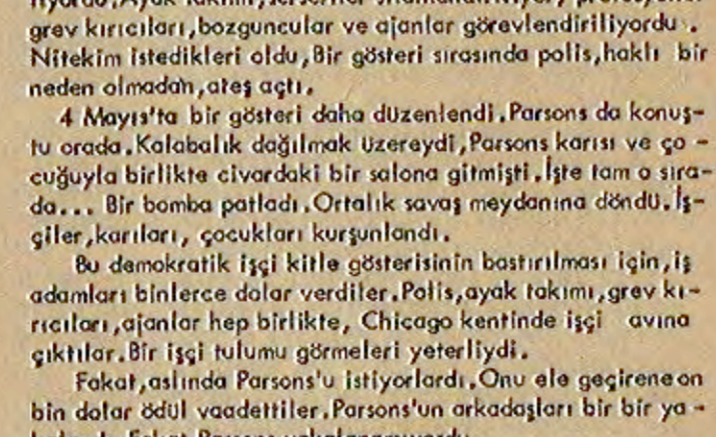 grev kırıcıları,bozguncular ve ajanlar görevlendiriliyordu .
Nitekim istedikleri oldu,Bir gösteri sırasında polis,haklı bir
neden olmadan,ateş açtı.
4 Mayıs'ta bir gösteri daha düzenlendi.Parsons da konuş-
tu orada.Kalabalık dağılmak üzereydi,Parsons karısı ve ço -
cuğuyla birlikte civardaki bir salona gitmişti.İşte tam o sıra-
da... Bir bomba patladı.Ortalık savaş meydanına döndü.İş-
çiler,karıları, çocukları kurşunlandı.
Bu demokratik işçi kitle gösterisinin bastırılması için,iş
adamları binlerce dolar verdiler.Polis,ayak takımı,grev kı-
rıcıları,ajanlar hep birlikte, Chicago kentinde işçi avına
çıktılar.Bir işçi tulumu görmeleri yeterliydi.
Fakat,aslında Parsons'u istiyorlardı.Onu ele geçirene on
bin dolar ödül vaadettiler.Parsons'un arkadaşları bir bir ya -